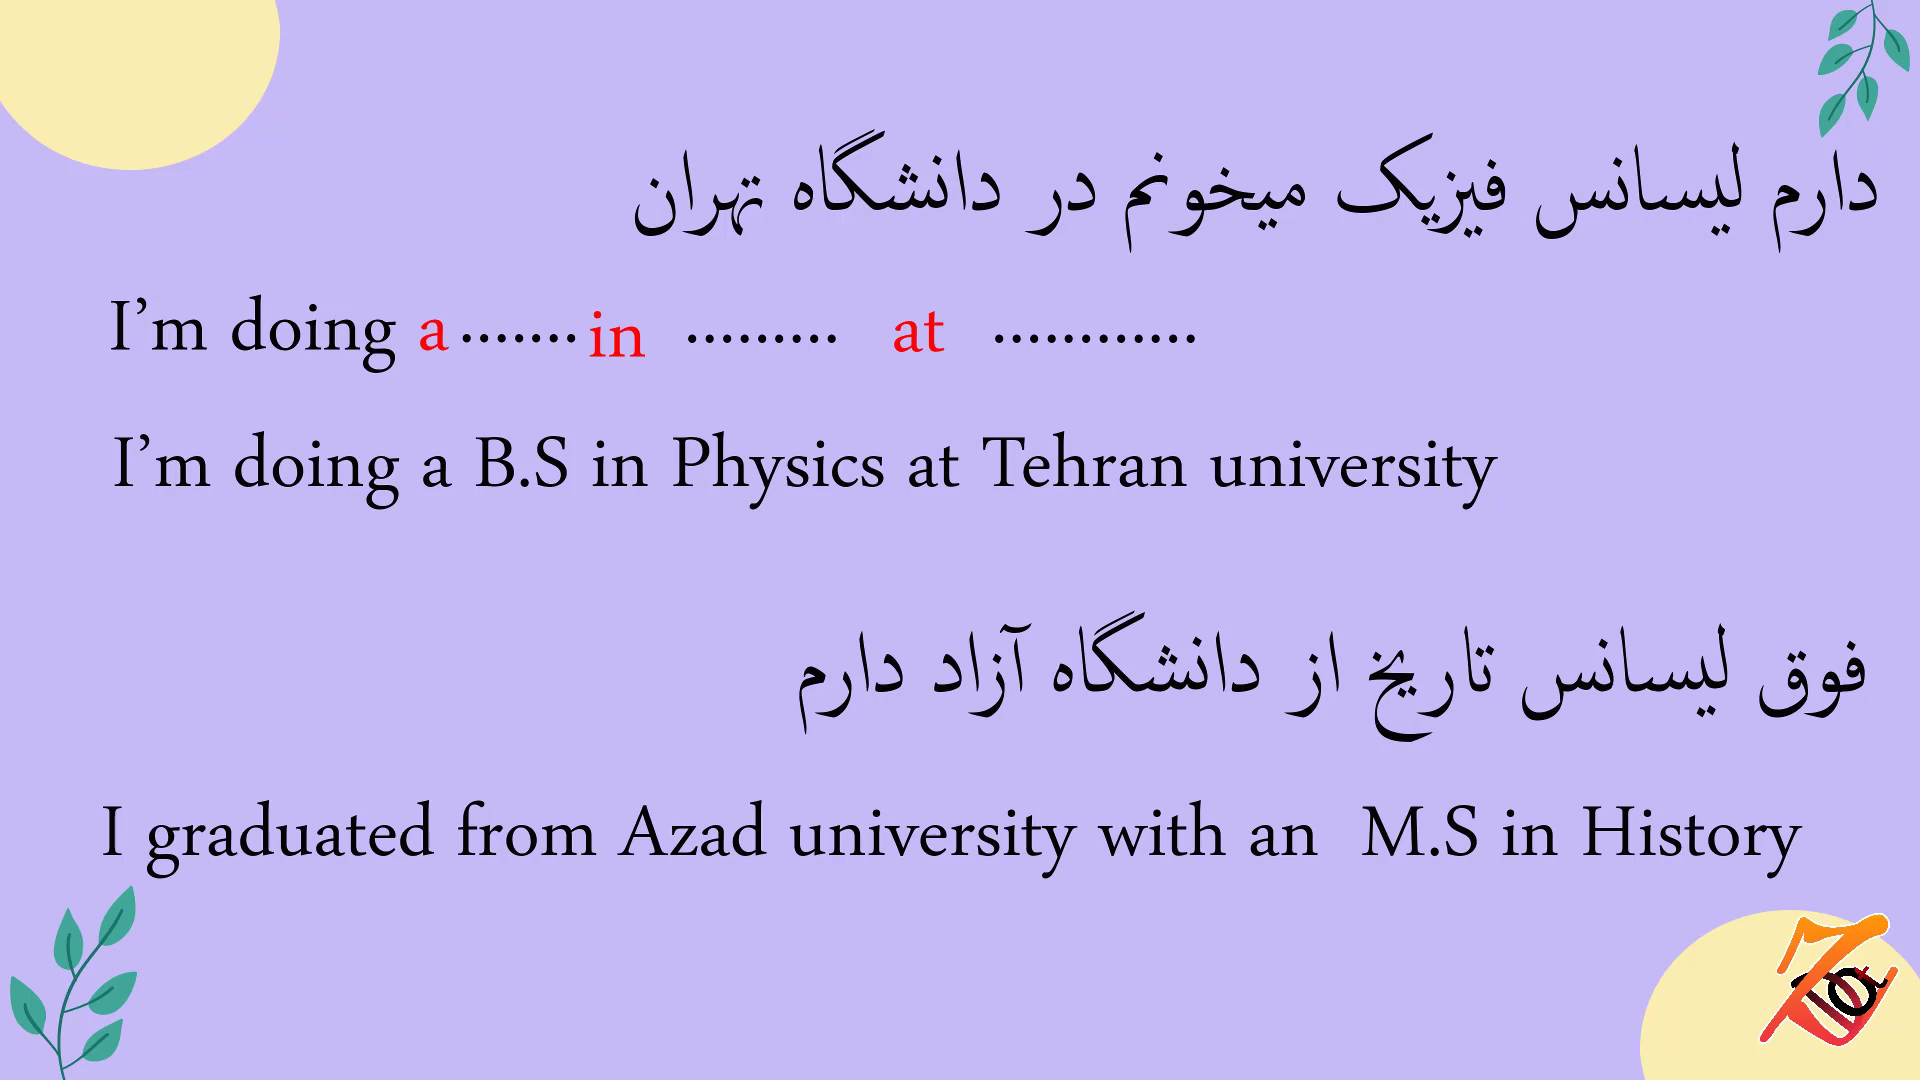 دارم لیسانس فیزیک میخونم در دانشگاه تهران
I’m doing a ....... in ......... at ............
I’m doing a B.S in Physics at Tehran university
فوق لیسانس تاریخ از دانشگاه آزاد دارم
I graduated from Azad university with an M.S in History